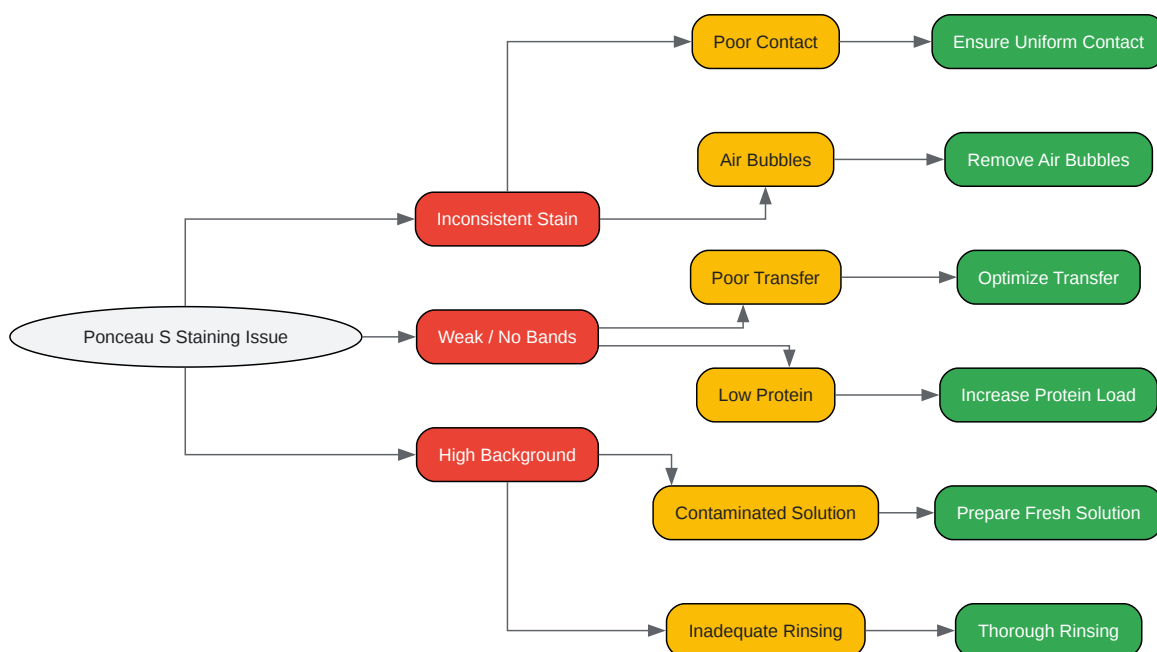 Poor Contact
Ensure Uniform Contact
Air Bubbles
Remove Air Bubbles
Inconsistent Stain
Poor Transfer
Optimize Transfer
Ponceau S Staining Issue
Weak / No Bands
Low Protein
Increase Protein Load
High Background
Contaminated Solution
Prepare Fresh Solution
Inadequate Rinsing
Thorough Rinsing